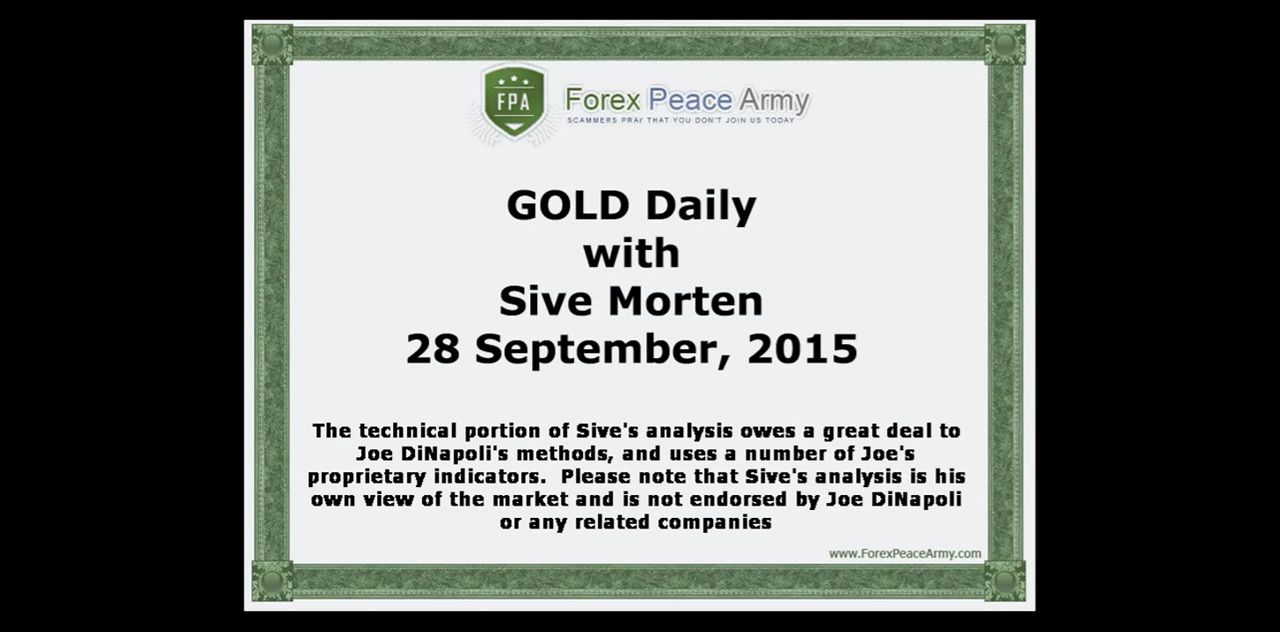 FPA
Forex Peace Army
SCAMMERS PRAY THAT YOU DON'T JOIN US TODAY
GOLD Daily
with
Sive Morten
28 September, 2015
The technical portion of Sive's analysis owes a great deal to
Joe DiNapoli's methods, and uses a number of Joe's
proprietary indicators.  Please note that Sive's analysis is his
own view of the market and is not endorsed by Joe DiNapoli
or any related companies
www.ForexPeaceArmy.com